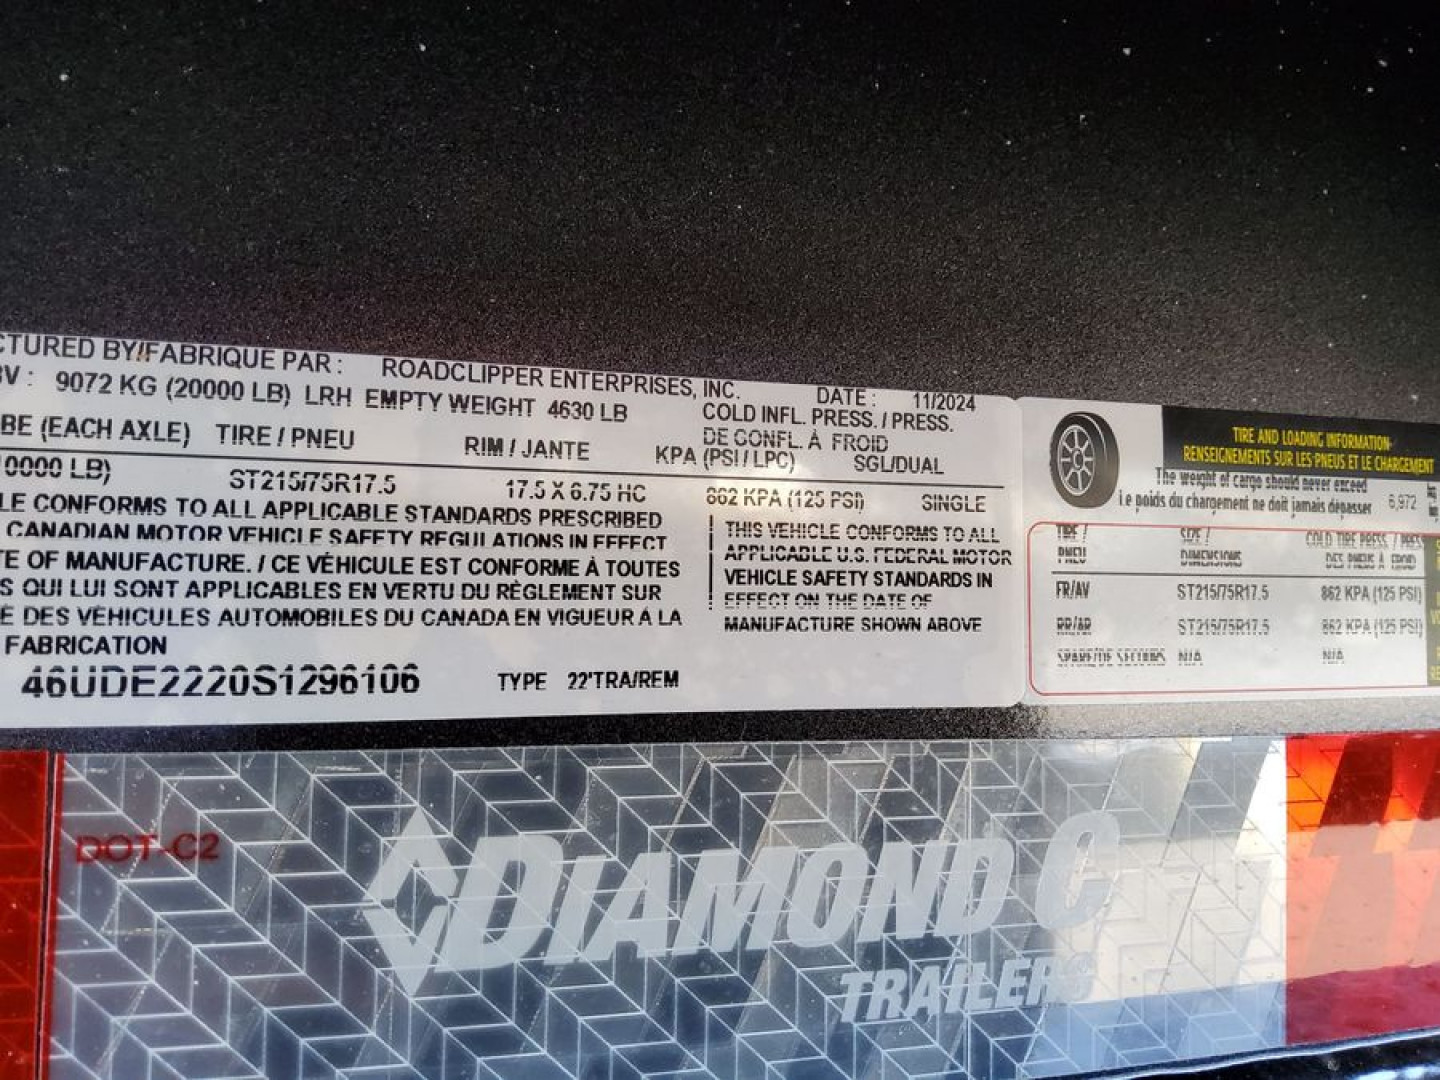 CTURED BY/FABRIQUE PAR : ROADCLIPPER ENTERPRISES, INC. DATE : 11/2024
9072 KG (20000 LB) LRH EMPTY WEIGHT 4630 LB COLD INFL. PRESS. / PRESS. DE CONFL. À FROID
BE (EACH AXLE) TIRE / PNEU RIM / JANTE KPA (PSI / LPC) SGL/DUAL
0000 LB) ST215/75R17.5 17.5 X 6.75 HC 862 KPA (125 PSI) SINGLE
LE CONFORMS TO ALL APPLICABLE STANDARDS PRESCRIBED
CANADIAN MOTOR VEHICLE SAFETY REGULATIONS IN EFFECT
TE OF MANUFACTURE. / CE VÉHICULE EST CONFORME À TOUTES
S QUI LUI SONT APPLICABLES EN VERTU DU RÈGLEMENT SUR
É DES VÉHICULES AUTOMOBILES DU CANADA EN VIGUEUR À LA
FABRICATION
THIS VEHICLE CONFORMS TO ALL
APPLICABLE U.S. FEDERAL MOTOR
VEHICLE SAFETY STANDARDS IN
EFFECT ON THE DATE OF
MANUFACTURE SHOWN ABOVE
46UDE2220S1296106 TYPE 22'TRA/REM
TIRE AND LOADING INFORMATION
RENSEIGNEMENTS SUR LES PNEUS ET LE CHARGEMENT
The weight of cargo should never exceed
Le poids du chargement ne doit jamais dépasser 6,972
TIRE / SIZE / COLD TIRE PRESS. / PRESS
PNEU DIMENSIONS DES PNEUS À FROID
FR/AV ST215/75R17.5 862 KPA (125 PSI)
RR/AR ST215/75R17.5 862 KPA (125 PSI)
SPARE/DE SECOURS N/A N/A
DOT-C2
DIAMOND C
TRAILERS